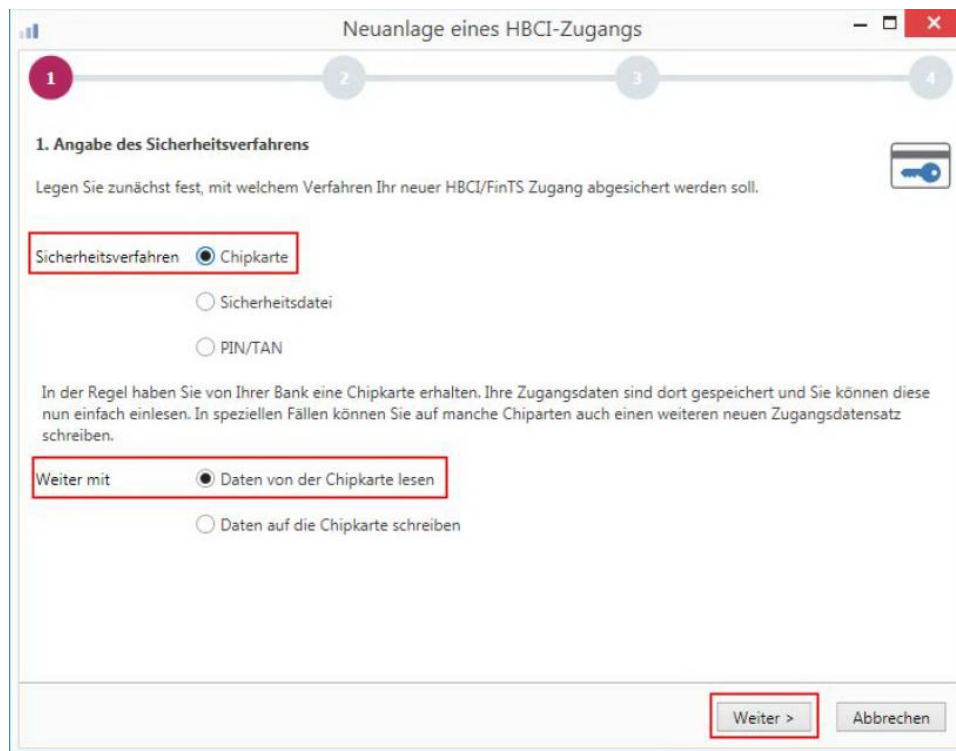 Neuanlage eines HBCI-Zugangs
1 2 3 4
1. Angabe des Sicherheitsverfahrens
Legen Sie zunächst fest, mit welchem Verfahren Ihr neuer HBCI/FinTS Zugang abgesichert werden soll.
Sicherheitsverfahren Chipkarte
Sicherheitsdatei
PIN/TAN
In der Regel haben Sie von Ihrer Bank eine Chipkarte erhalten. Ihre Zugangsdaten sind dort gespeichert und Sie können diese
nun einfach einlesen. In speziellen Fällen können Sie auf manche Chiparten auch einen weiteren neuen Zugangsdatensatz
schreiben.
Weiter mit Daten von der Chipkarte lesen
Daten auf die Chipkarte schreiben
Weiter > Abbrechen